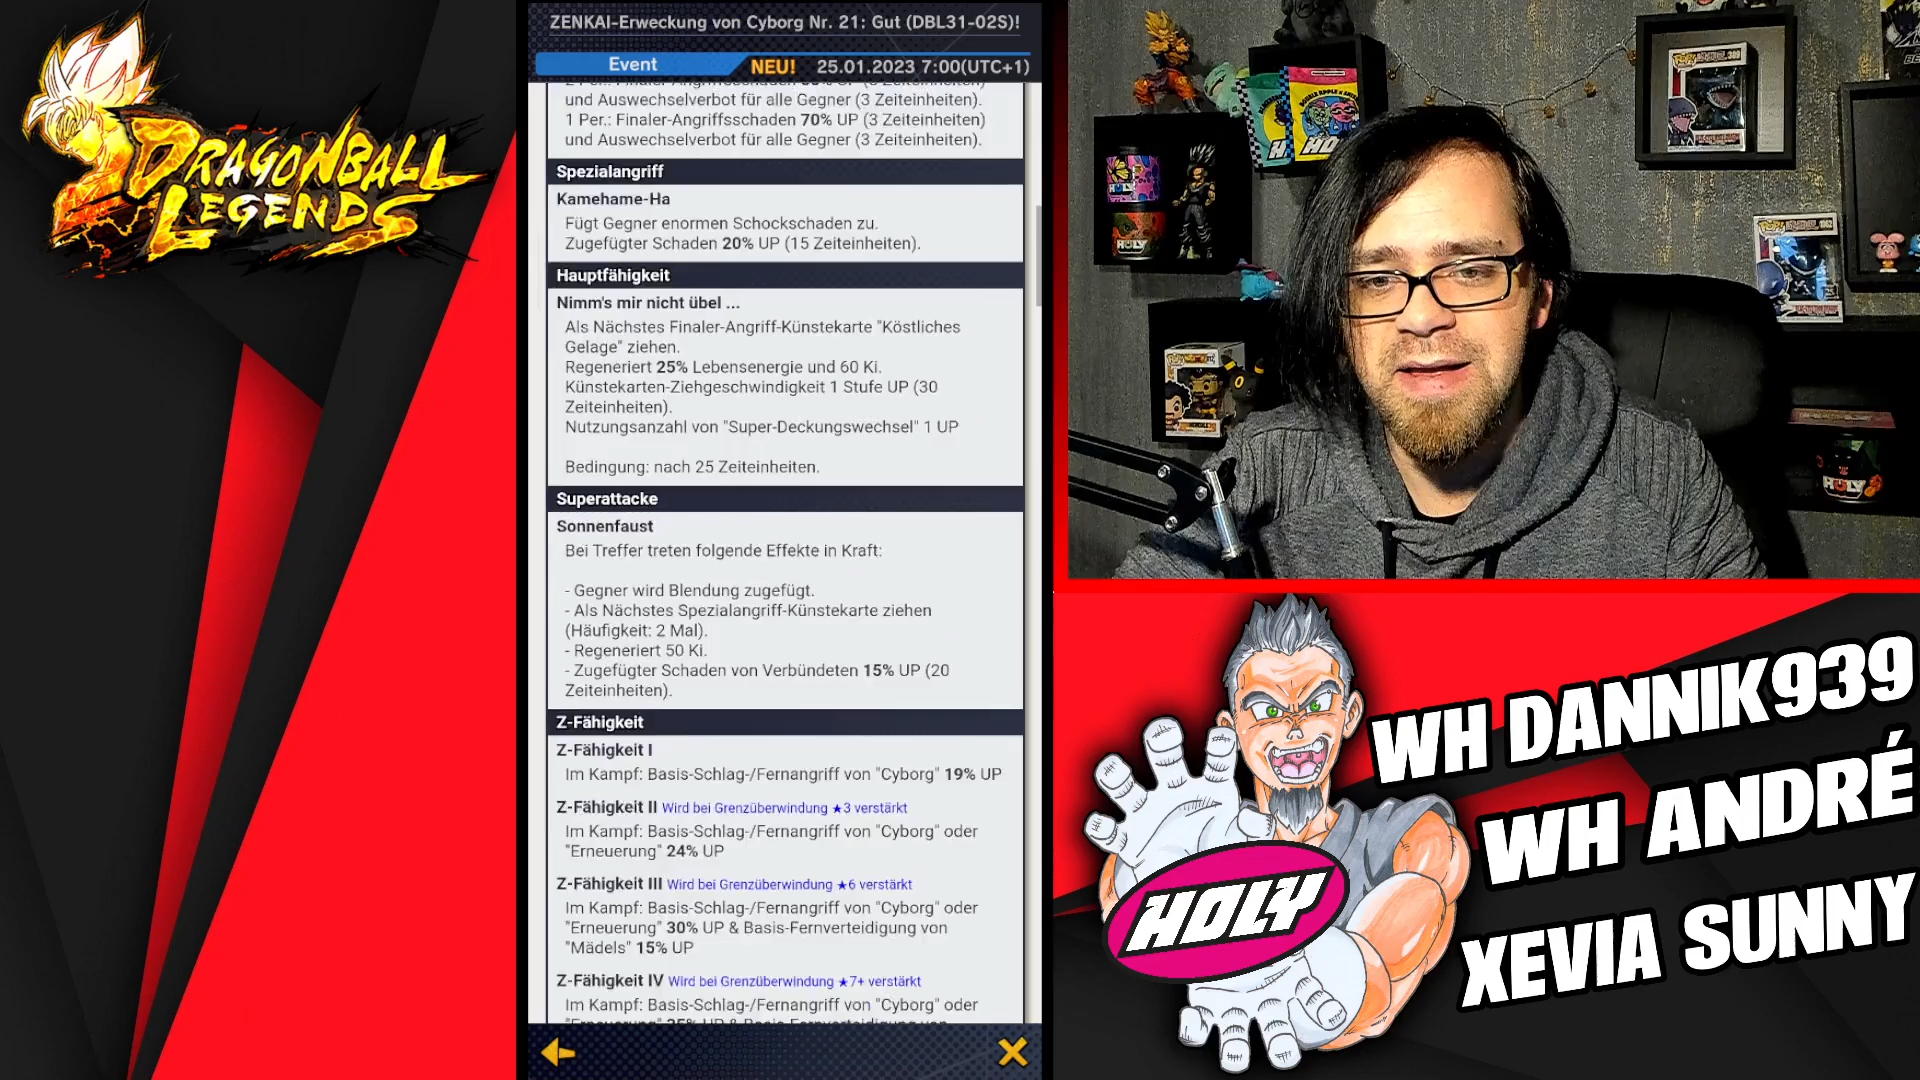 DRAGONBALL
LEGENDS
ZENKAI-Erweckung von Cyborg Nr. 21: Gut (DBL31-02S)!
Event
NEU! 25.01.2023 7:00(UTC+1)
und Auswechselverbot für alle Gegner (3 Zeiteinheiten).
1 Per.: Finaler-Angriffsschaden 70% UP (3 Zeiteinheiten)
und Auswechselverbot für alle Gegner (3 Zeiteinheiten).
Spezialangriff
Kamehame-Ha
Fügt Gegner enormen Schockschaden zu.
Zugefügter Schaden 20% UP (15 Zeiteinheiten).
Hauptfähigkeit
Nimm's mir nicht übel ...
Als Nächstes Finaler-Angriff-Künstekarte "Köstliches
Gelage" ziehen.
Regeneriert 25% Lebensenergie und 60 Ki.
Künstekarten-Ziehgeschwindigkeit 1 Stufe UP (30
Zeiteinheiten).
Nutzungsanzahl von "Super-Deckungswechsel" 1 UP
Bedingung: nach 25 Zeiteinheiten.
Superattacke
Sonnenfaust
Bei Treffer treten folgende Effekte in Kraft:
- Gegner wird Blendung zugefügt.
- Als Nächstes Spezialangriff-Künstekarte ziehen
(Häufigkeit: 2 Mal).
- Regeneriert 50 Ki.
- Zugefügter Schaden von Verbündeten 15% UP (20
Zeiteinheiten).
Z-Fähigkeit
Z-Fähigkeit I
Im Kampf: Basis-Schlag-/Fernangriff von "Cyborg" 19% UP
Z-Fähigkeit II Wird bei Grenzüberwindung ★3 verstärkt
Im Kampf: Basis-Schlag-/Fernangriff von "Cyborg" oder
"Erneuerung" 24% UP
Z-Fähigkeit III Wird bei Grenzüberwindung ★6 verstärkt
Im Kampf: Basis-Schlag-/Fernangriff von "Cyborg" oder
"Erneuerung" 30% UP & Basis-Fernverteidigung von
"Mädels" 15% UP
Z-Fähigkeit IV Wird bei Grenzüberwindung ★7+ verstärkt
Im Kampf: Basis-Schlag-/Fernangriff von "Cyborg" oder
HOLY
HOLY
HOLY
WH DANNIK939
WH ANDRÉ
XEVIA SUNNY